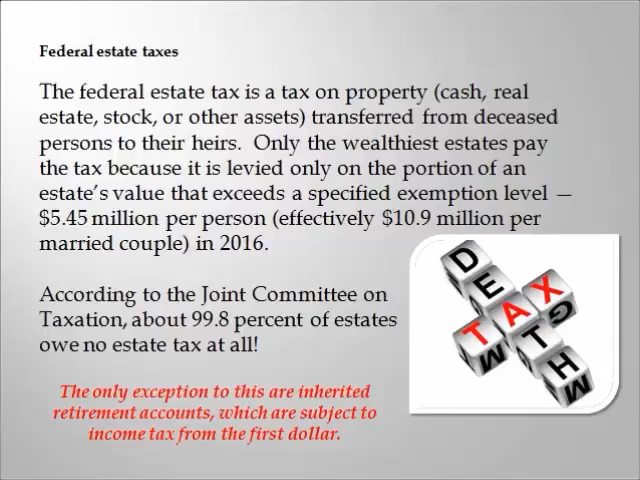 Federal estate taxes
The federal estate tax is a tax on property (cash, real
estate, stock, or other assets) transferred from deceased
persons to their heirs.  Only the wealthiest estates pay
the tax because it is levied only on the portion of an
estate’s value that exceeds a specified exemption level —
$5.45 million per person (effectively $10.9 million per
married couple) in 2016.
According to the Joint Committee on
Taxation, about 99.8 percent of estates
owe no estate tax at all!
The only exception to this are inherited
retirement accounts, which are subject to
income tax from the first dollar.
DEATH
TAX